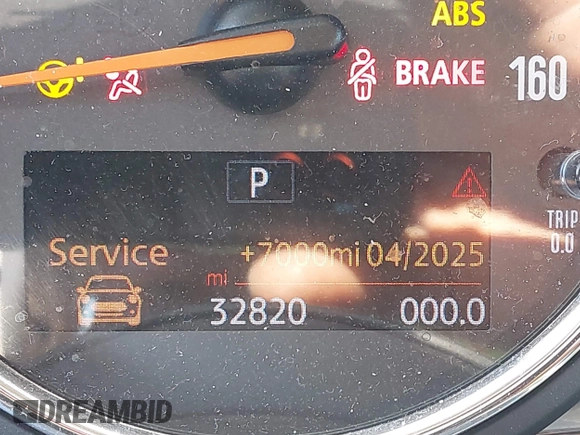 ABS
BRAKE
160
P
TRIP
0.0
Service +7000mi 04/2025
mi
32820 000.0
DREAMBID